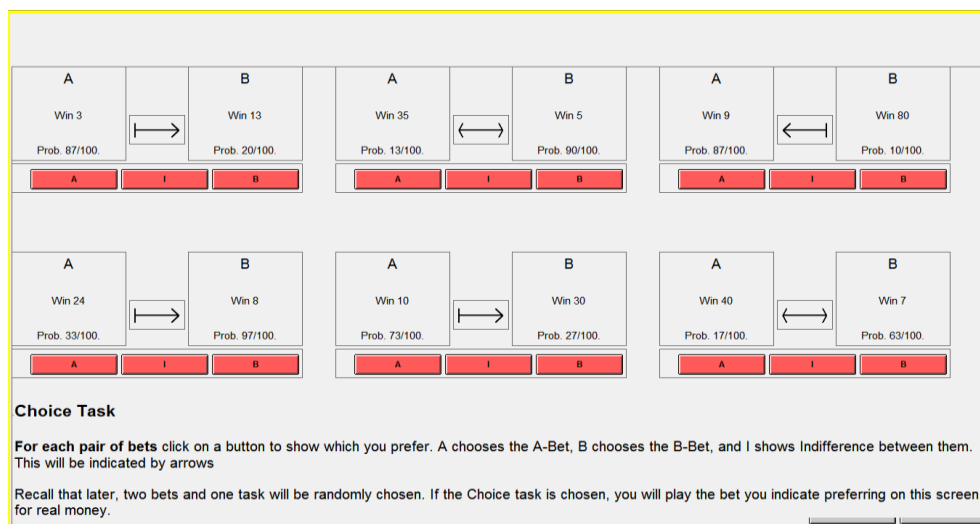 A B A B A B
Win 3 Win 13 Win 35 Win 5 Win 9 Win 80
Prob. 87/100. Prob. 20/100. Prob. 13/100. Prob. 90/100. Prob. 87/100. Prob. 10/100.
A I B A I B A I B
A B A B A B
Win 24 Win 8 Win 10 Win 30 Win 40 Win 7
Prob. 33/100. Prob. 97/100. Prob. 73/100. Prob. 27/100. Prob. 17/100. Prob. 63/100.
A I B A I B A I B
Choice Task
For each pair of bets click on a button to show which you prefer. A chooses the A-Bet, B chooses the B-Bet, and I shows Indifference between them.
This will be indicated by arrows
Recall that later, two bets and one task will be randomly chosen. If the Choice task is chosen, you will play the bet you indicate preferring on this screen
for real money.